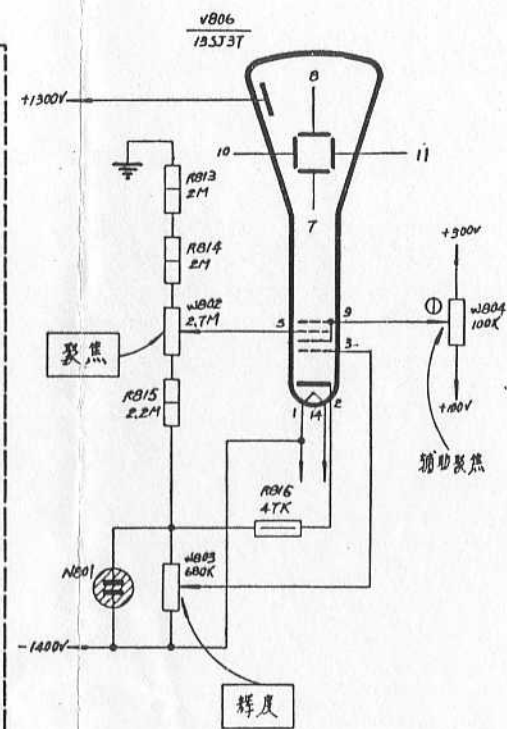 V806
13SJ37
+1300V
8
10
11
7
R813
2M
R814
2M
W802
2.7M
聚焦
R815
2.2M
5
9
3
1
14
2
+300V
W804
100K
+100V
辅助聚焦
R816
47K
N801
W803
680K
-1400V
辉度